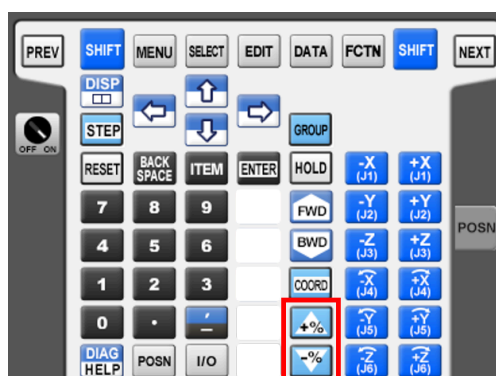 PREV SHIFT MENU SELECT EDIT DATA FCTN SHIFT NEXT
DISP
STEP GROUP
OFF ON
RESET BACK SPACE ITEM ENTER HOLD -X (J1) +X (J1)
7 8 9 FWD -Y (J2) +Y (J2)
POSN
4 5 6 BWD -Z (J3) +Z (J3)
1 2 3 COORD -X (J4) +X (J4)
0 . ,- +% -Y (J5) +Y (J5)
DIAG HELP POSN I/O -% -Z (J6) +Z (J6)